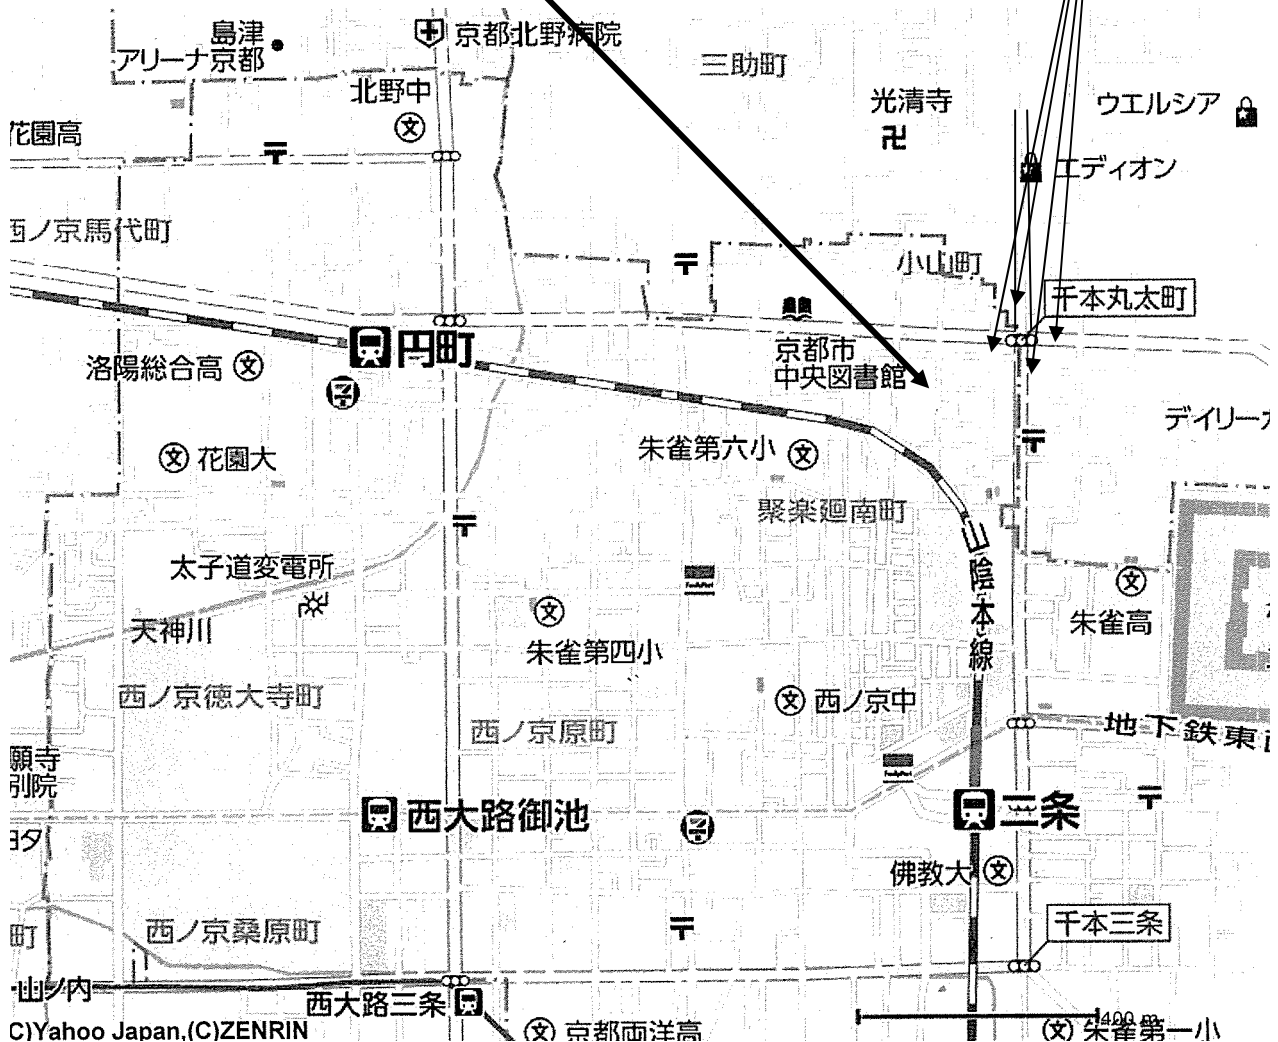 島津
アリーナ京都
京都北野病院
三助町
北野中
光清寺
ウエルシア
花園高
エディオン
西ノ京馬代町
小山町
千本丸太町
円町
京都市
中央図書館
洛陽総合高
デイリー
花園大
朱雀第六小
聚楽廻南町
太子道変電所
陰本線
FamilyMart
天神川
朱雀第四小
朱雀高
西ノ京徳大寺町
西ノ京中
西ノ京原町
地下鉄東西
願寺
別院
FamilyMart
西大路御池
二条
ヨタ
佛教大
町
西ノ京桑原町
千本三条
山ノ内
西大路三条
400 m
C)Yahoo Japan,(C)ZENRIN
京都両洋高
朱雀第一小